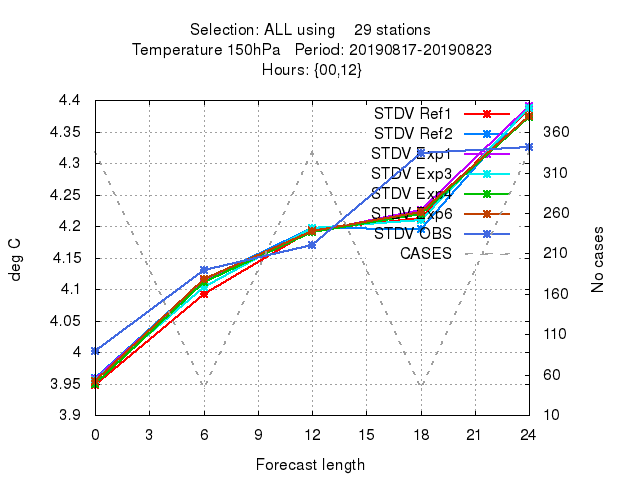 Selection: ALL using    29 stations
Temperature 150hPa   Period: 20190817-20190823
Hours: {00,12}
4.4
4.35
4.3
4.25
4.2
4.15
4.1
4.05
4
3.95
3.9
deg C
STDV Ref1
STDV Ref2
STDV Exp1
STDV Exp3
STDV Exp4
STDV Exp6
STDV OBS
CASES
360
310
260
210
160
110
60
10
No cases
0 3 6 9 12 15 18 21 24
Forecast length